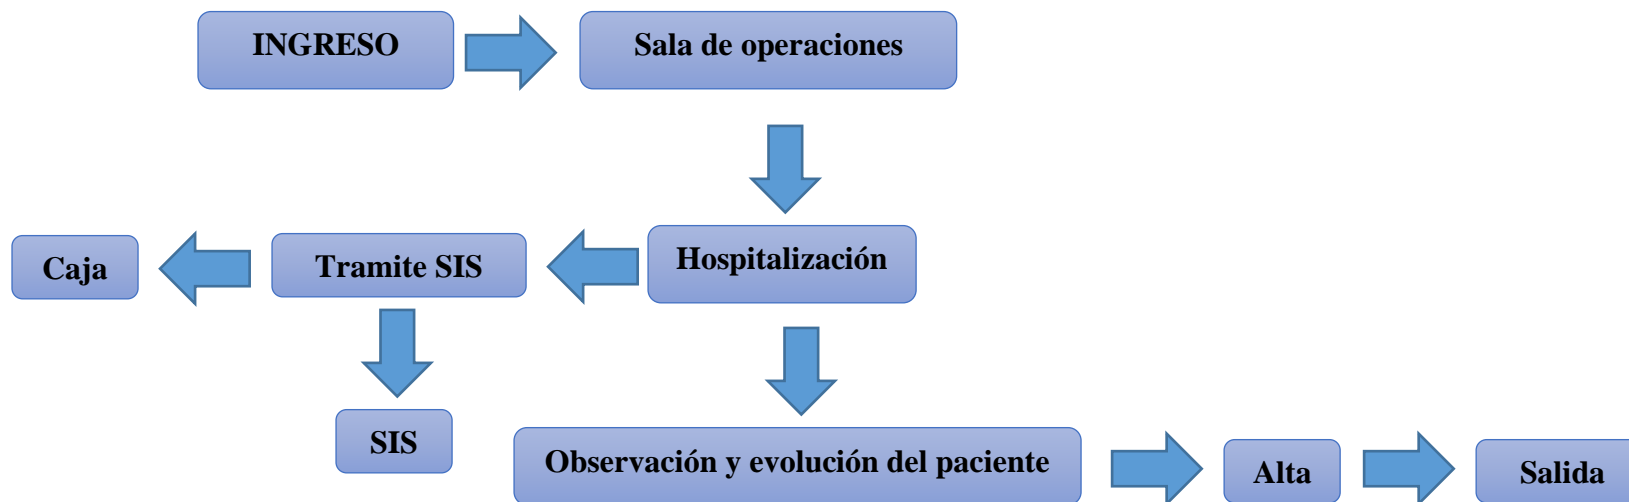 INGRESO
Sala de operaciones
Caja
Tramite SIS
Hospitalización
SIS
Observación y evolución del paciente
Alta
Salida